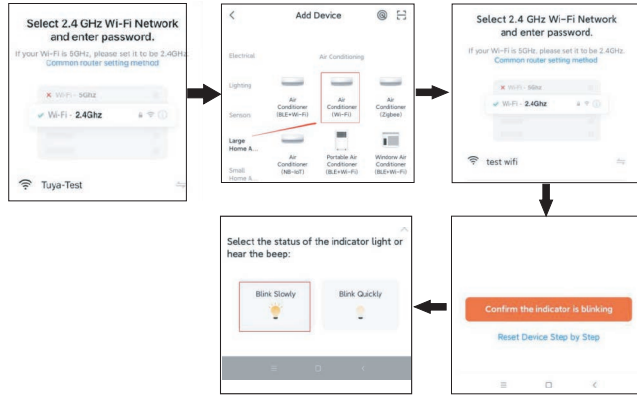 Select 2.4 GHz Wi-Fi Network
and enter password.
If your Wi-Fi is 5GHz, please set it to be 2.4GHz.
Common router setting method
Wi-Fi - 5Ghz
Wi-Fi - 2.4Ghz
Tuya-Test
Add Device
Electrical
Lighting
Sensors
Large
Home A...
Small
Home A...
Air Conditioning
Air
Conditioner
(BLE+Wi-Fi)
Air
Conditioner
(Wi-Fi)
Air
Conditioner
(Zigbee)
Air
Conditioner
(NB-IoT)
Portable Air
Conditioner
(BLE+Wi-Fi)
Window Air
Conditioner
(BLE+Wi-Fi)
Select 2.4 GHz Wi-Fi Network
and enter password.
If your Wi-Fi is 5GHz, please set it to be 2.4GHz.
Common router setting method
Wi-Fi - 5Ghz
Wi-Fi - 2.4Ghz
test wifi
Confirm the indicator is blinking
Reset Device Step by Step
Select the status of the indicator light or
hear the beep:
Blink Slowly
Blink Quickly